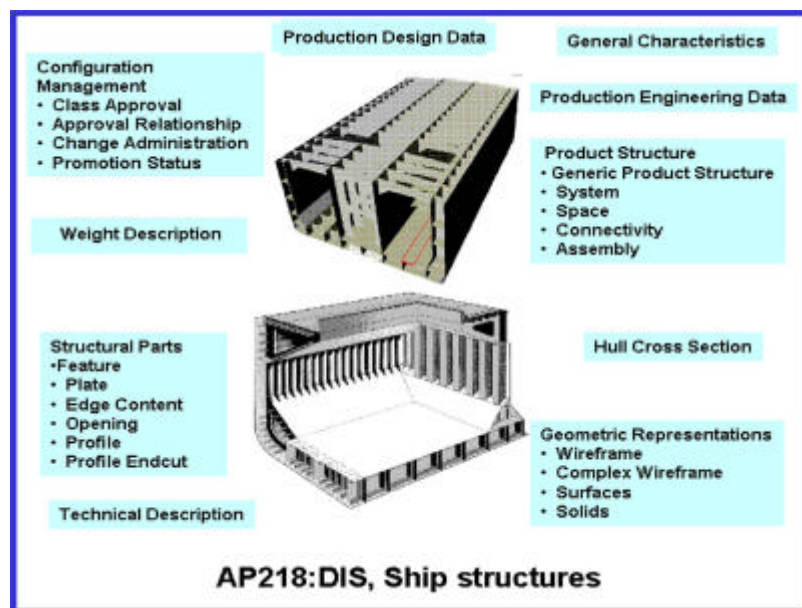 Production Design Data
General Characteristics
Configuration
Management
• Class Approval
• Approval Relationship
• Change Administration
• Promotion Status
Production Engineering Data
Product Structure
• Generic Product Structure
• System
• Space
• Connectivity
• Assembly
Weight Description
Structural Parts
•Feature
• Plate
• Edge Content
• Opening
• Profile
• Profile Endcut
Hull Cross Section
Geometric Representations
• Wireframe
• Complex Wireframe
• Surfaces
• Solids
Technical Description
AP218:DIS, Ship structures